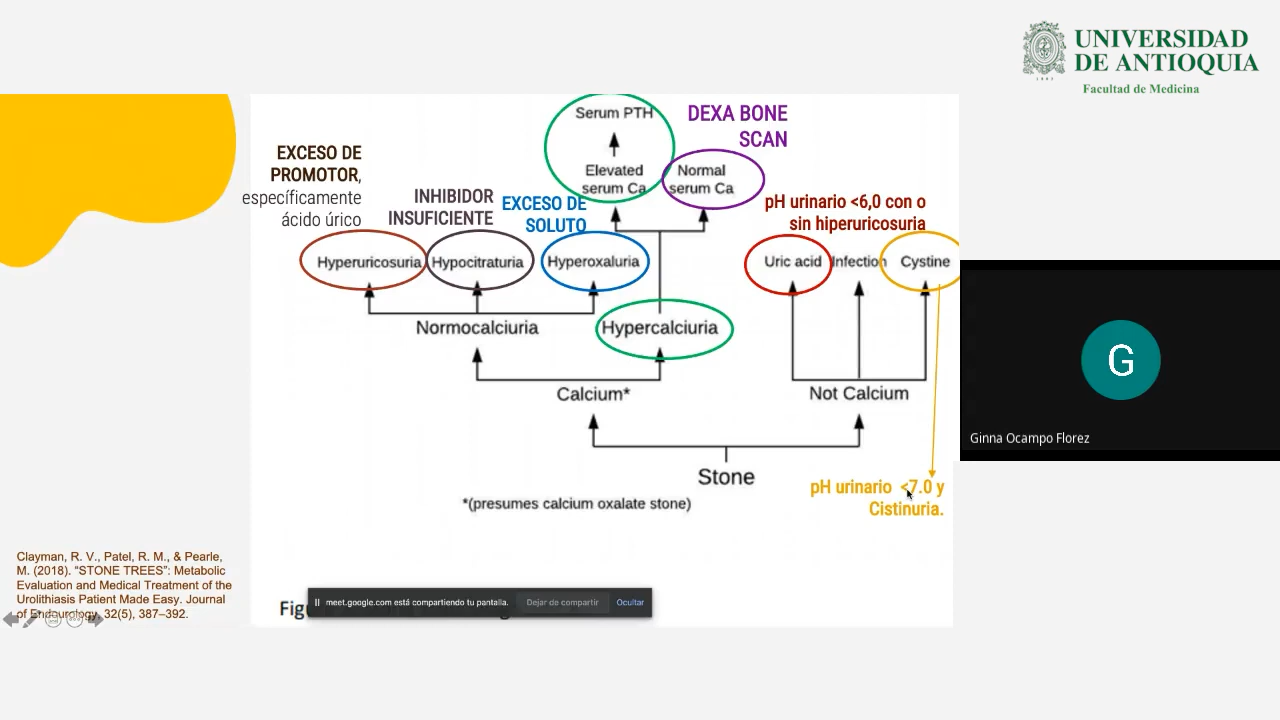 UNIVERSIDAD
DE ANTIOQUIA
Facultad de Medicina
1803
Serum PTH
DEXA BONE
SCAN
EXCESO DE
PROMOTOR,
específicamente
ácido úrico
Elevated
serum Ca
Normal
serum Ca
INHIBIDOR
INSUFICIENTE
EXCESO DE
SOLUTO
pH urinario <6,0 con o
sin hiperuricosuria
Hyperuricosuria
Hypocitraturia
Hyperoxaluria
Uric acid
Infection
Cystine
Normocalciuria
Hypercalciuria
Calcium*
Not Calcium
Stone
*(presumes calcium oxalate stone)
pH urinario <7.0 y
Cistinuria.
G
Ginna Ocampo Florez
Clayman, R. V., Patel, R. M., & Pearle,
M. (2018). "STONE TREES": Metabolic
Evaluation and Medical Treatment of the
Urolithiasis Patient Made Easy. Journal
of Endourology, 32(5), 387–392.
meet.google.com está compartiendo tu pantalla.
Dejar de compartir
Ocultar